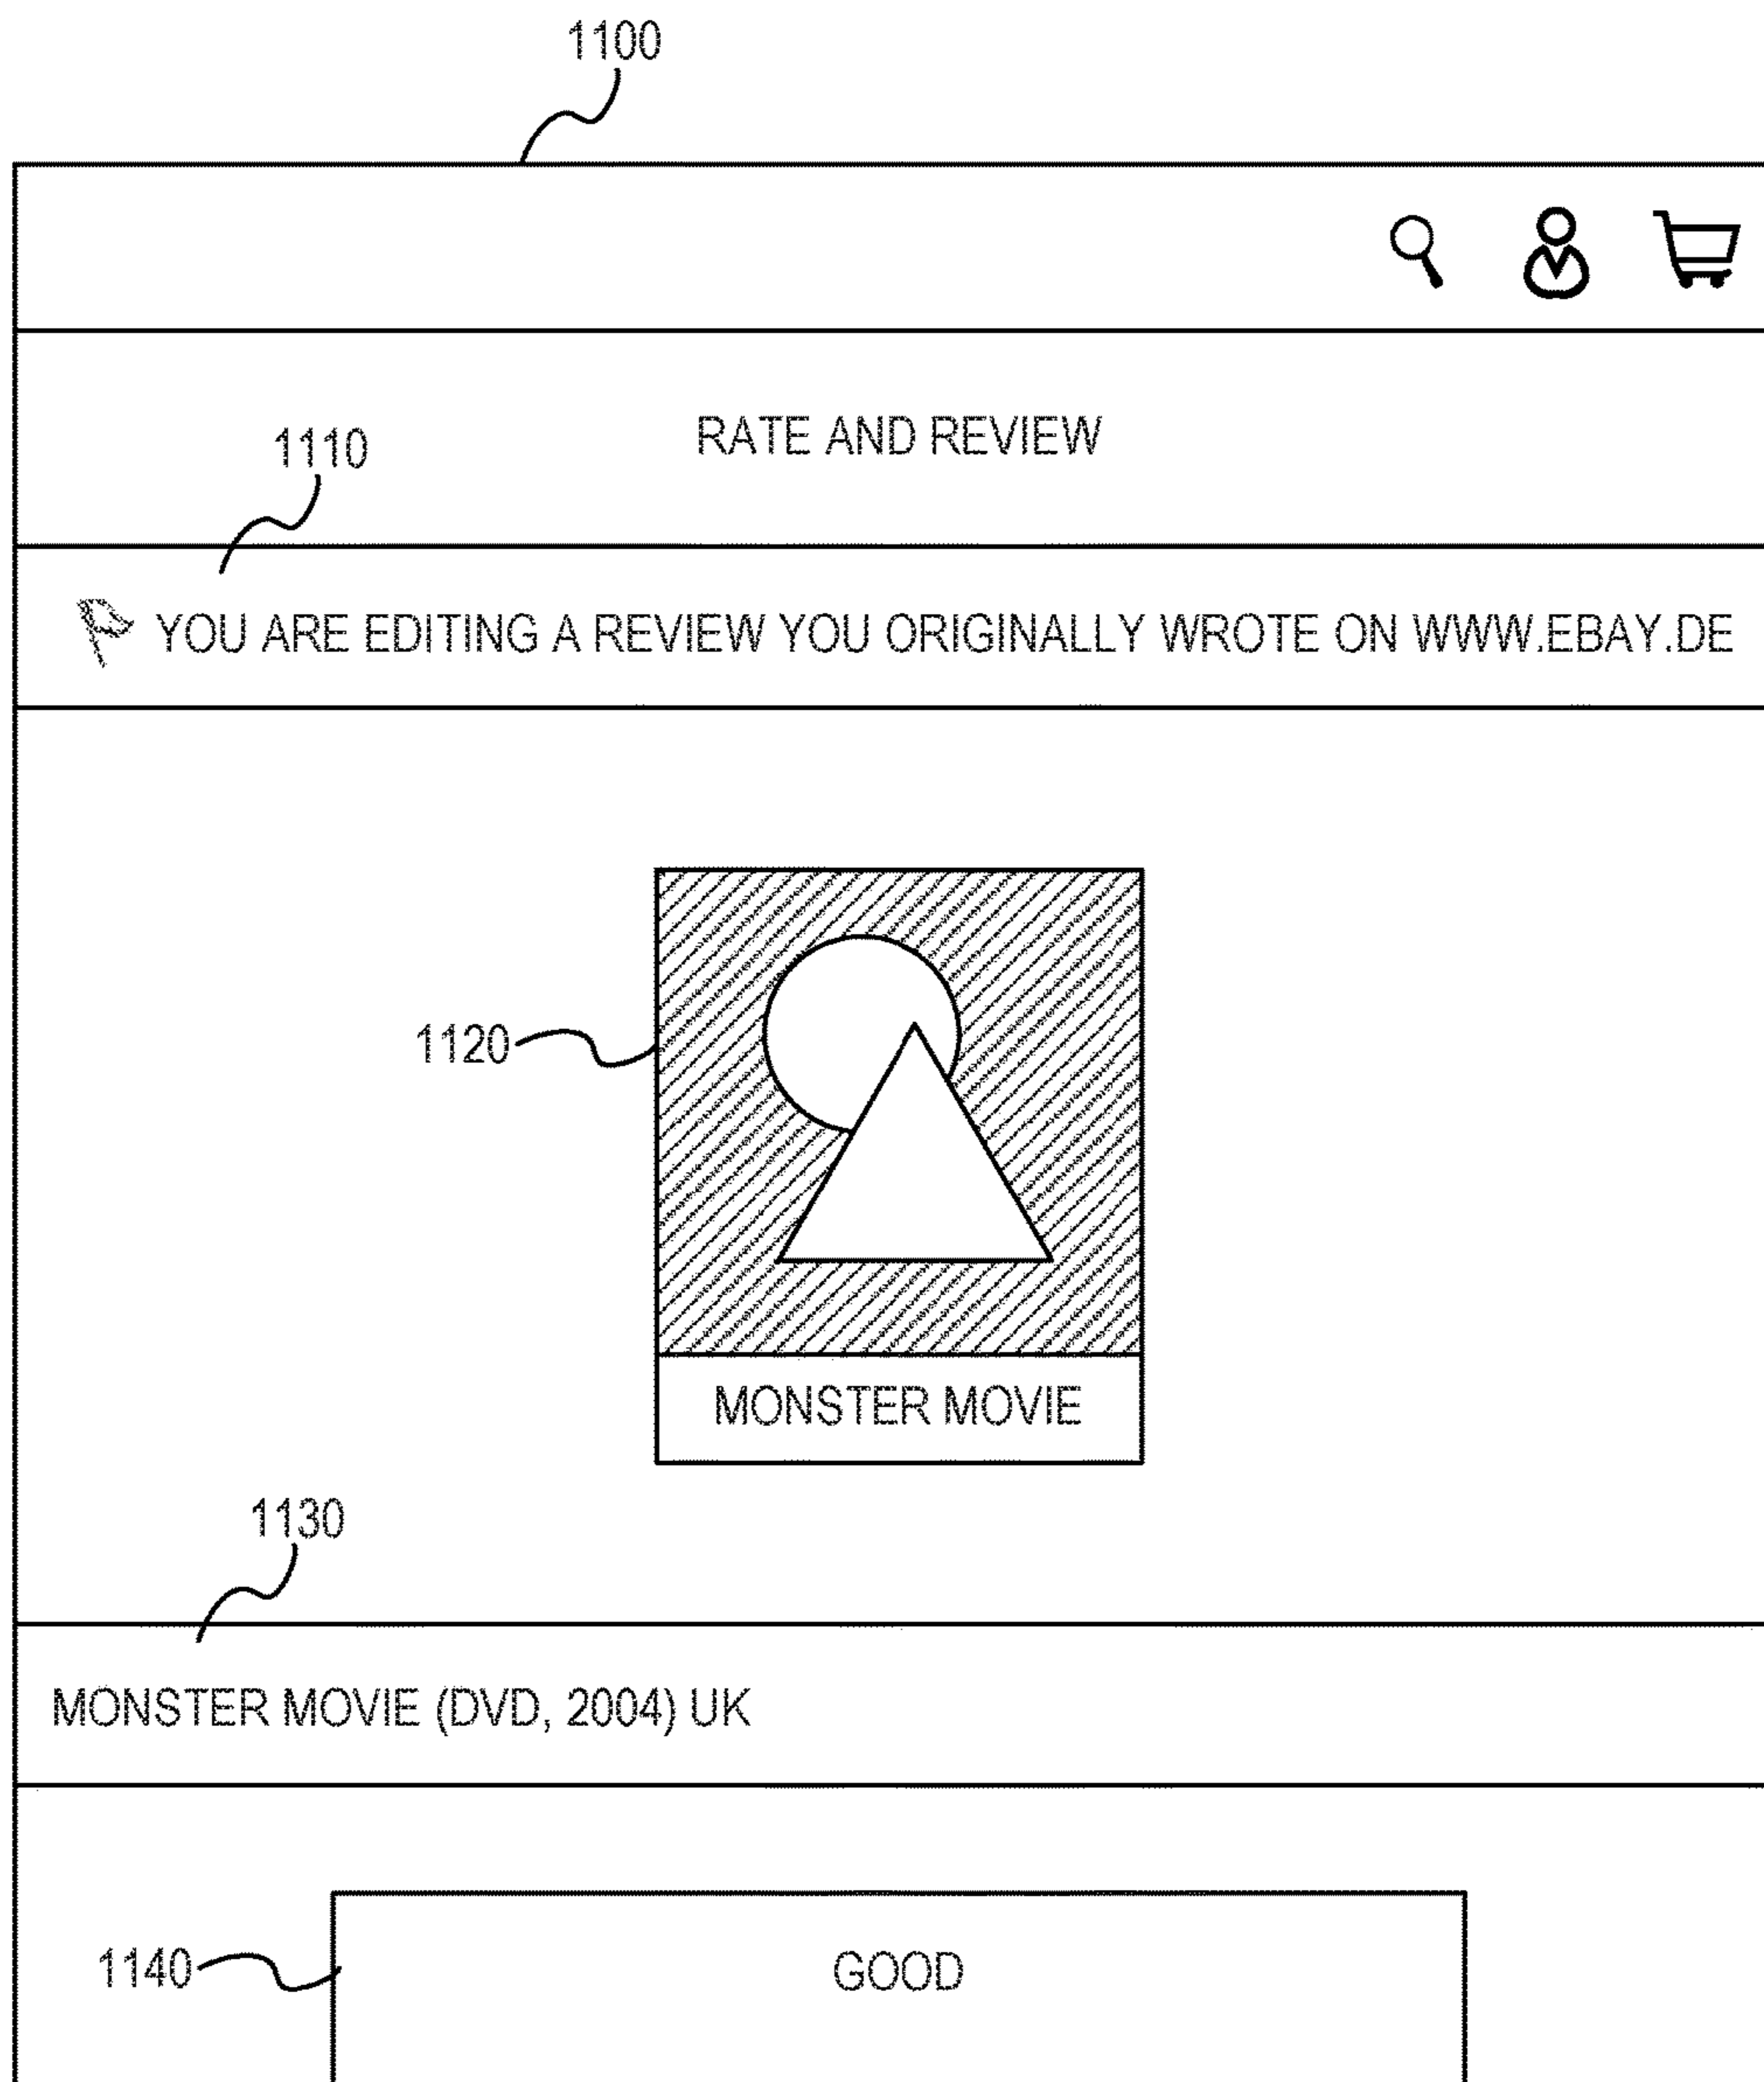 1100
RATE AND REVIEW
1110
YOU ARE EDITING A REVIEW YOU ORIGINALLY WROTE ON WWW.EBAY.DE
1120
MONSTER MOVIE
1130
MONSTER MOVIE (DVD, 2004) UK
1140
GOOD